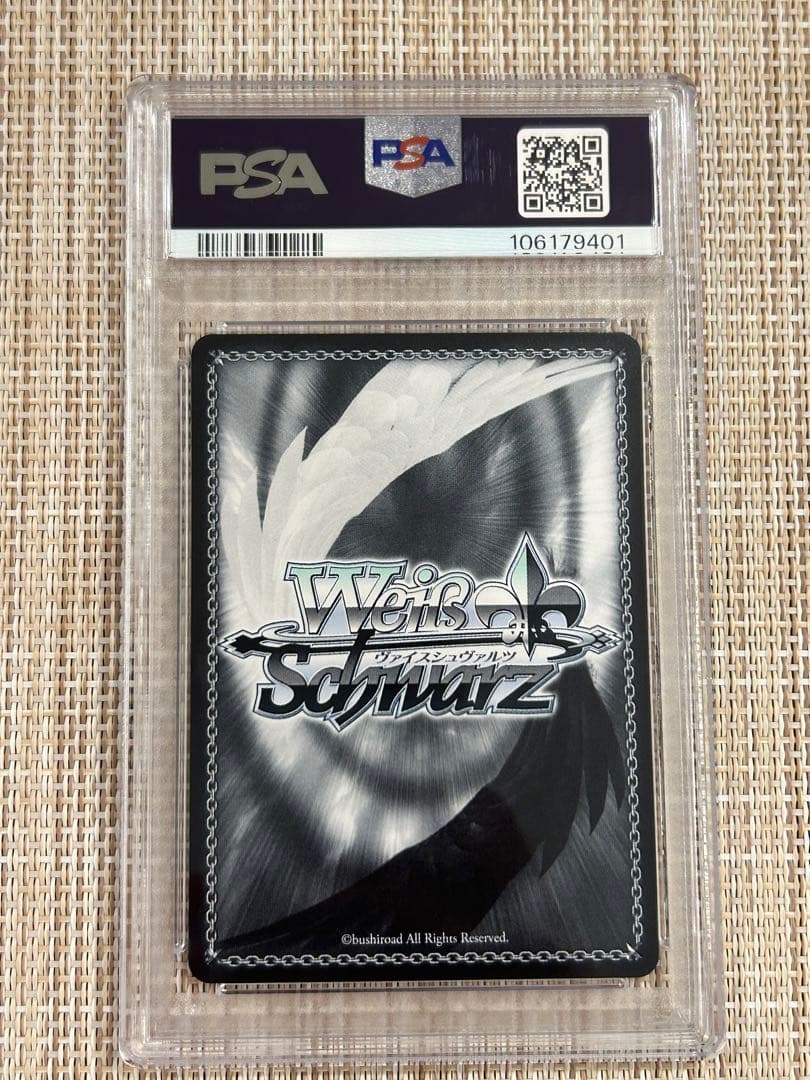 PSA
PSA
106179401
Weiß
ヴァイスシュヴァルツ
Schwarz
©bushiroad All Rights Reserved.